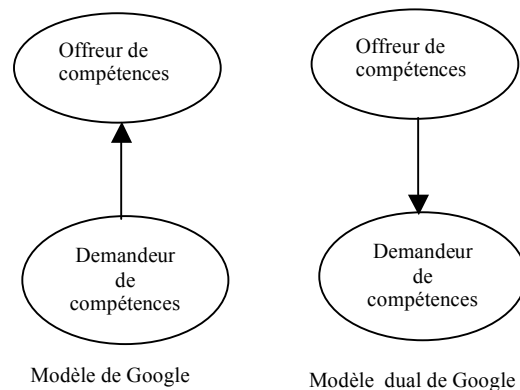 Offreur de
compétences
Offreur de
compétences
Demandeur
de
compétences
Demandeur
de
compétences
Modèle de Google
Modèle dual de Google